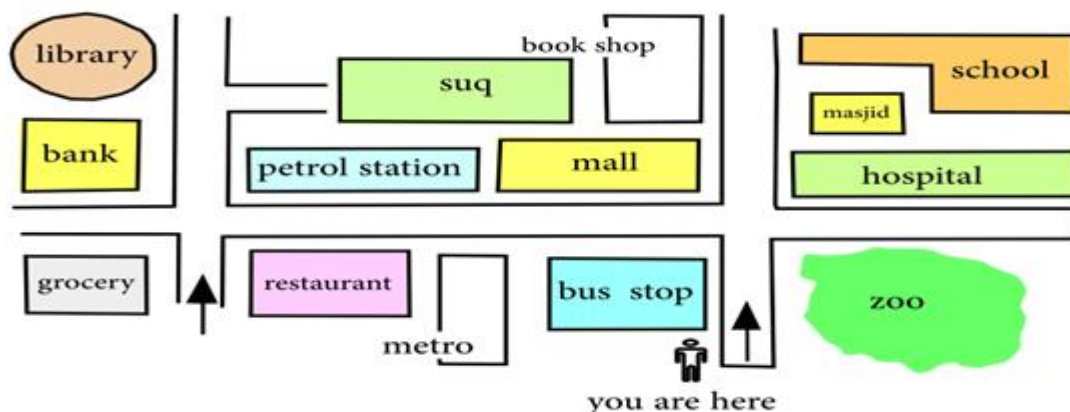 library
book shop
suq
school
masjid
bank
petrol station
mall
hospital
grocery
restaurant
bus stop
zoo
metro
you are here